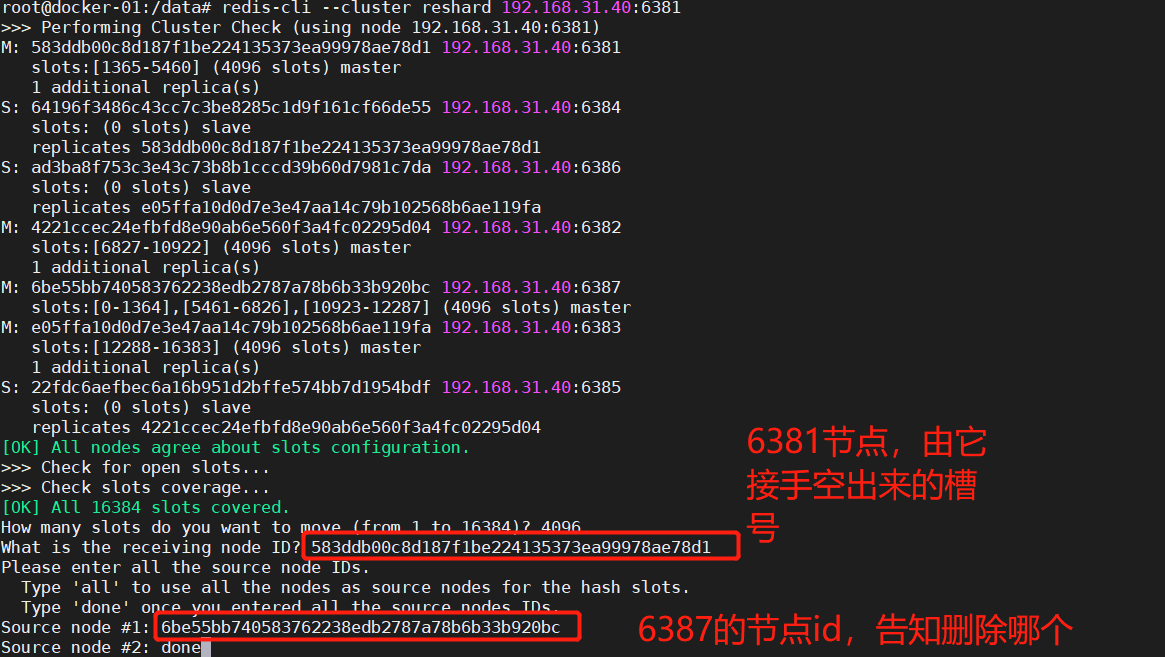 root@docker-01:/data# redis-cli --cluster reshard 192.168.31.40:6381
>>> Performing Cluster Check (using node 192.168.31.40:6381)
M: 583ddb00c8d187f1be224135373ea99978ae78d1 192.168.31.40:6381
   slots:[1365-5460] (4096 slots) master
   1 additional replica(s)
S: 64196f3486c43cc7c3be8285c1d9f161cf66de55 192.168.31.40:6384
   slots: (0 slots) slave
   replicates 583ddb00c8d187f1be224135373ea99978ae78d1
S: ad3ba8f753c3e43c73b8b1cccd39b60d7981c7da 192.168.31.40:6386
   slots: (0 slots) slave
   replicates e05ffa10d0d7e3e47aa14c79b102568b6ae119fa
M: 4221ccec24efbfd8e90ab6e560f3a4fc02295d04 192.168.31.40:6382
   slots:[6827-10922] (4096 slots) master
   1 additional replica(s)
M: 6be55bb740583762238edb2787a78b6b33b920bc 192.168.31.40:6387
   slots:[0-1364],[5461-6826],[10923-12287] (4096 slots) master
M: e05ffa10d0d7e3e47aa14c79b102568b6ae119fa 192.168.31.40:6383
   slots:[12288-16383] (4096 slots) master
   1 additional replica(s)
S: 22fdc6aefbec6a16b951d2bffe574bb7d1954bdf 192.168.31.40:6385
   slots: (0 slots) slave
   replicates 4221ccec24efbfd8e90ab6e560f3a4fc02295d04
[OK] All nodes agree about slots configuration.
>>> Check for open slots...
>>> Check slots coverage...
[OK] All 16384 slots covered.
How many slots do you want to move (from 1 to 16384)? 4096
What is the receiving node ID? 583ddb00c8d187f1be224135373ea99978ae78d1
6381节点，由它
接手空出来的槽
号
Please enter all the source node IDs.
  Type 'all' to use all the nodes as source nodes for the hash slots.
  Type 'done' once you entered all the source nodes IDs.
Source node #1: 6be55bb740583762238edb2787a78b6b33b920bc
6387的节点id，告知删除哪个
Source node #2: done